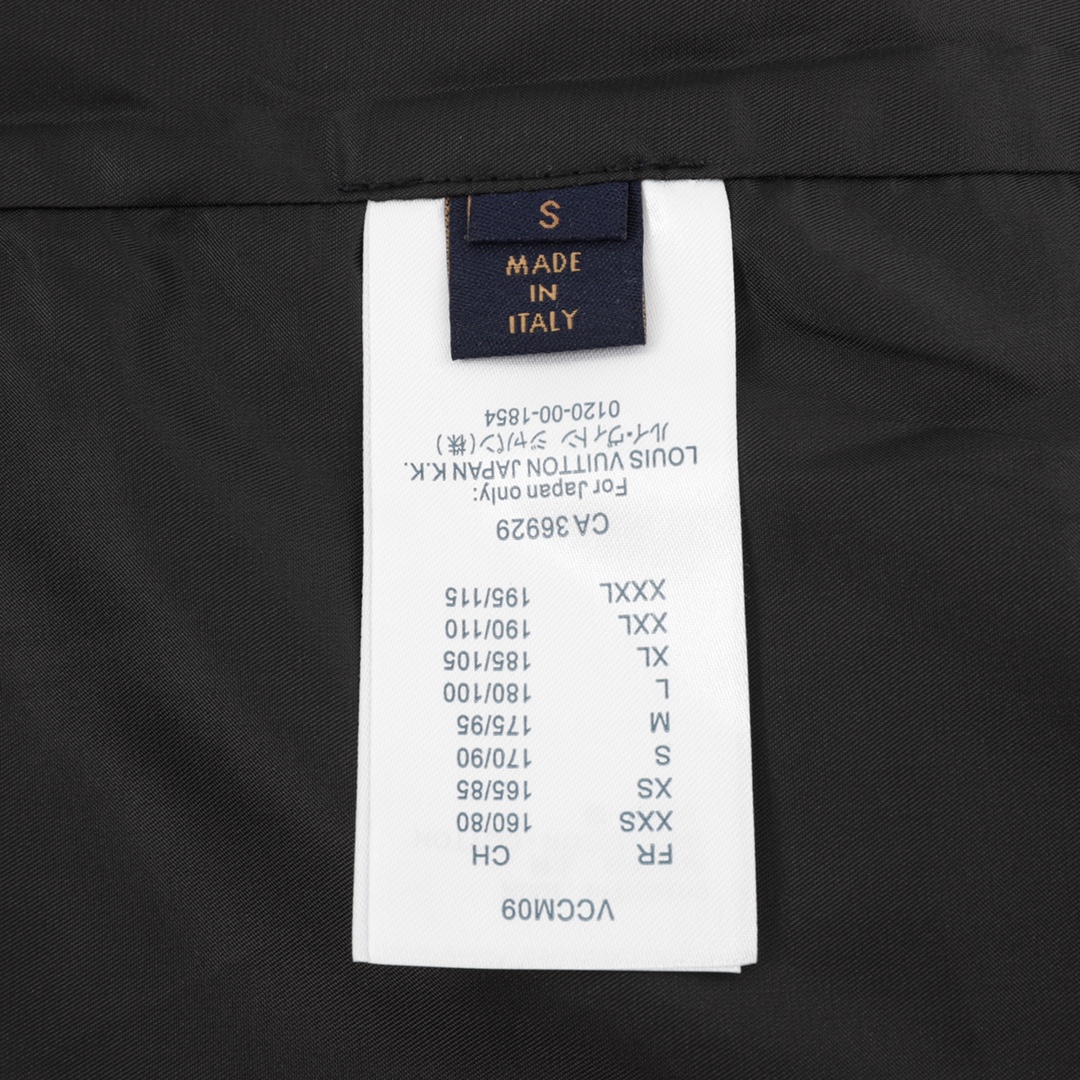 S
MADE
IN
ITALY
VCCM09
FR CH
XXS 160/80
XS 165/85
S 170/90
M 175/95
L 180/100
XL 185/105
XXL 190/110
XXXL 195/115
CA 36929
For Japan only:
LOUIS VUITTON JAPAN K.K.
ルイ・ヴィトン ジャパン(株)
0120-00-1854